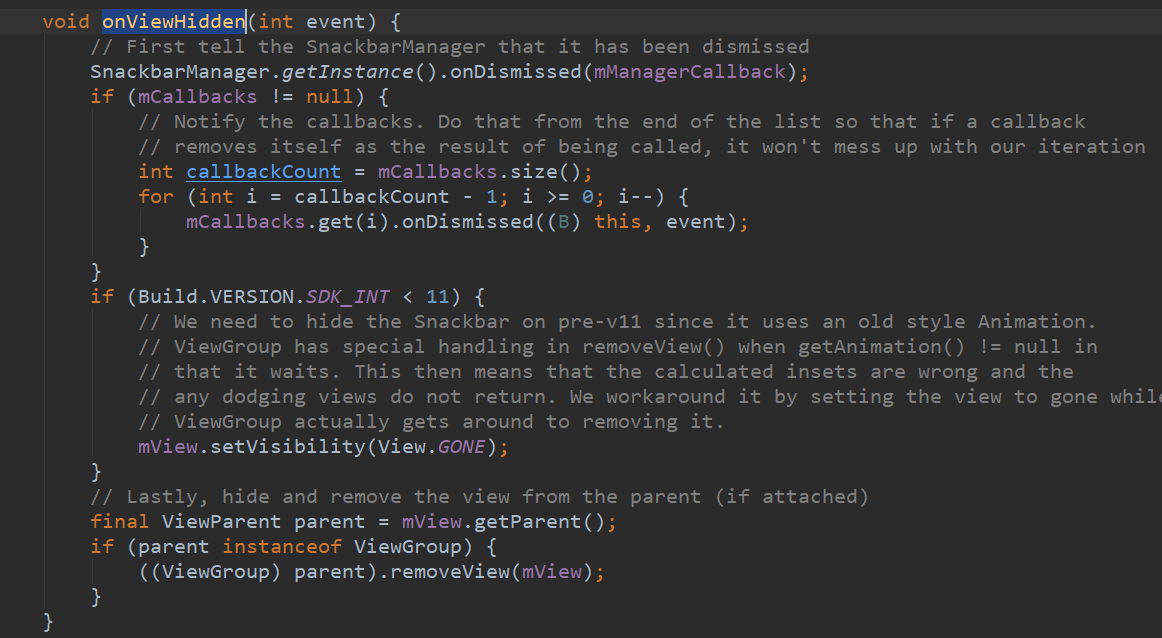 void onViewHidden(int event) {
// First tell the SnackbarManager that it has been dismissed
SnackbarManager.getInstance().onDismissed(mManagerCallback);
if (mCallbacks != null) {
// Notify the callbacks. Do that from the end of the list so that if a callback
// removes itself as the result of being called, it won't mess up with our iteration
int callbackCount = mCallbacks.size();
for (int i = callbackCount - 1; i >= 0; i--) {
mCallbacks.get(i).onDismissed((B) this, event);
}
}
if (Build.VERSION.SDK_INT < 11) {
// We need to hide the Snackbar on pre-v11 since it uses an old style Animation.
// ViewGroup has special handling in removeView() when getAnimation() != null in
// that it waits. This then means that the calculated insets are wrong and the
// any dodging views do not return. We workaround it by setting the view to gone while
// ViewGroup actually gets around to removing it.
mView.setVisibility(View.GONE);
}
// Lastly, hide and remove the view from the parent (if attached)
final ViewParent parent = mView.getParent();
if (parent instanceof ViewGroup) {
((ViewGroup) parent).removeView(mView);
}
}